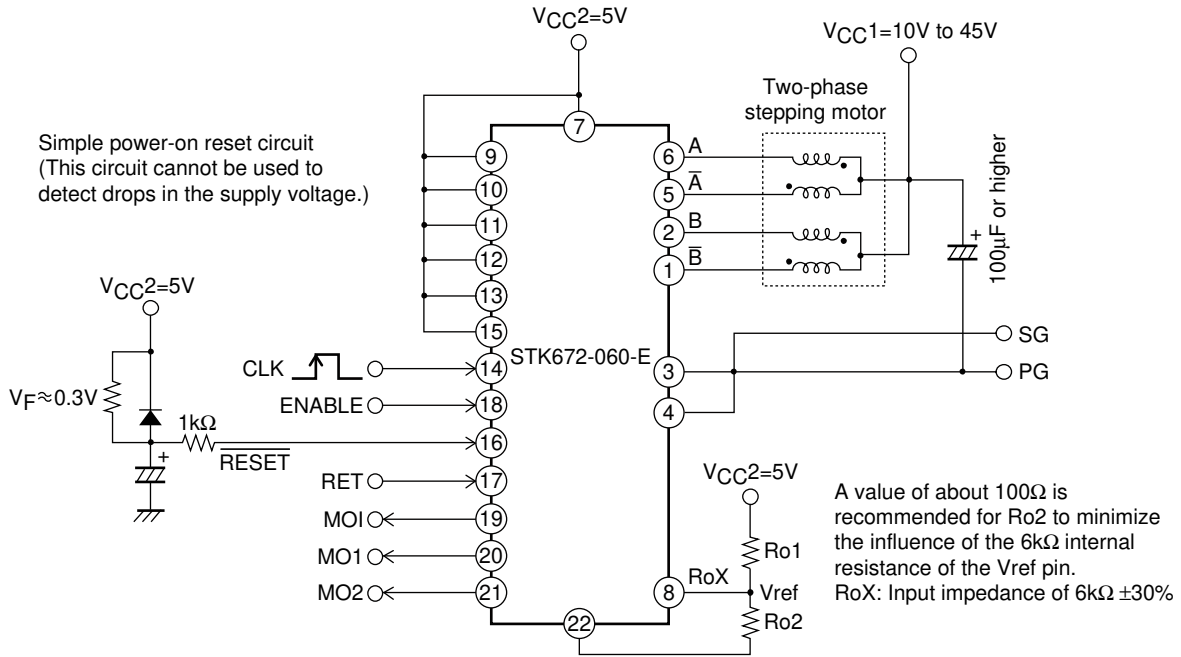 VCC2=5V
VCC1=10V to 45V
Two-phase
stepping motor
Simple power-on reset circuit
(This circuit cannot be used to
detect drops in the supply voltage.)
7
9
10
11
12
13
15
14
18
16
17
19
20
21
22
6
5
2
1
3
4
8
A
A̅
B
B̅
+
100µF or higher
SG
PG
STK672-060-E
VCC2=5V
VF≈0.3V
+
1kΩ
R̅E̅S̅E̅T̅
CLK
ENABLE
RET
MOI
MO1
MO2
VCC2=5V
Ro1
RoX
Vref
Ro2
A value of about 100Ω is
recommended for Ro2 to minimize
the influence of the 6kΩ internal
resistance of the Vref pin.
RoX: Input impedance of 6kΩ ±30%